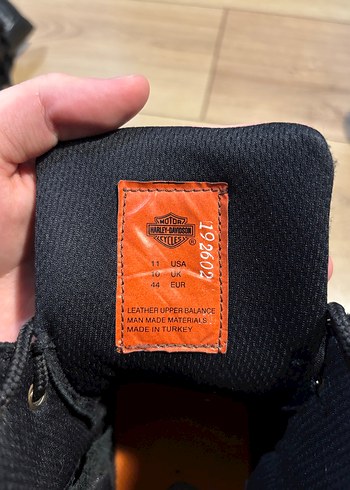 MOTOR
HARLEY-DAVIDSON
CYCLES
®
192602
11 USA
10 UK
44 EUR
LEATHER UPPER BALANCE
MAN MADE MATERIALS
MADE IN TURKEY